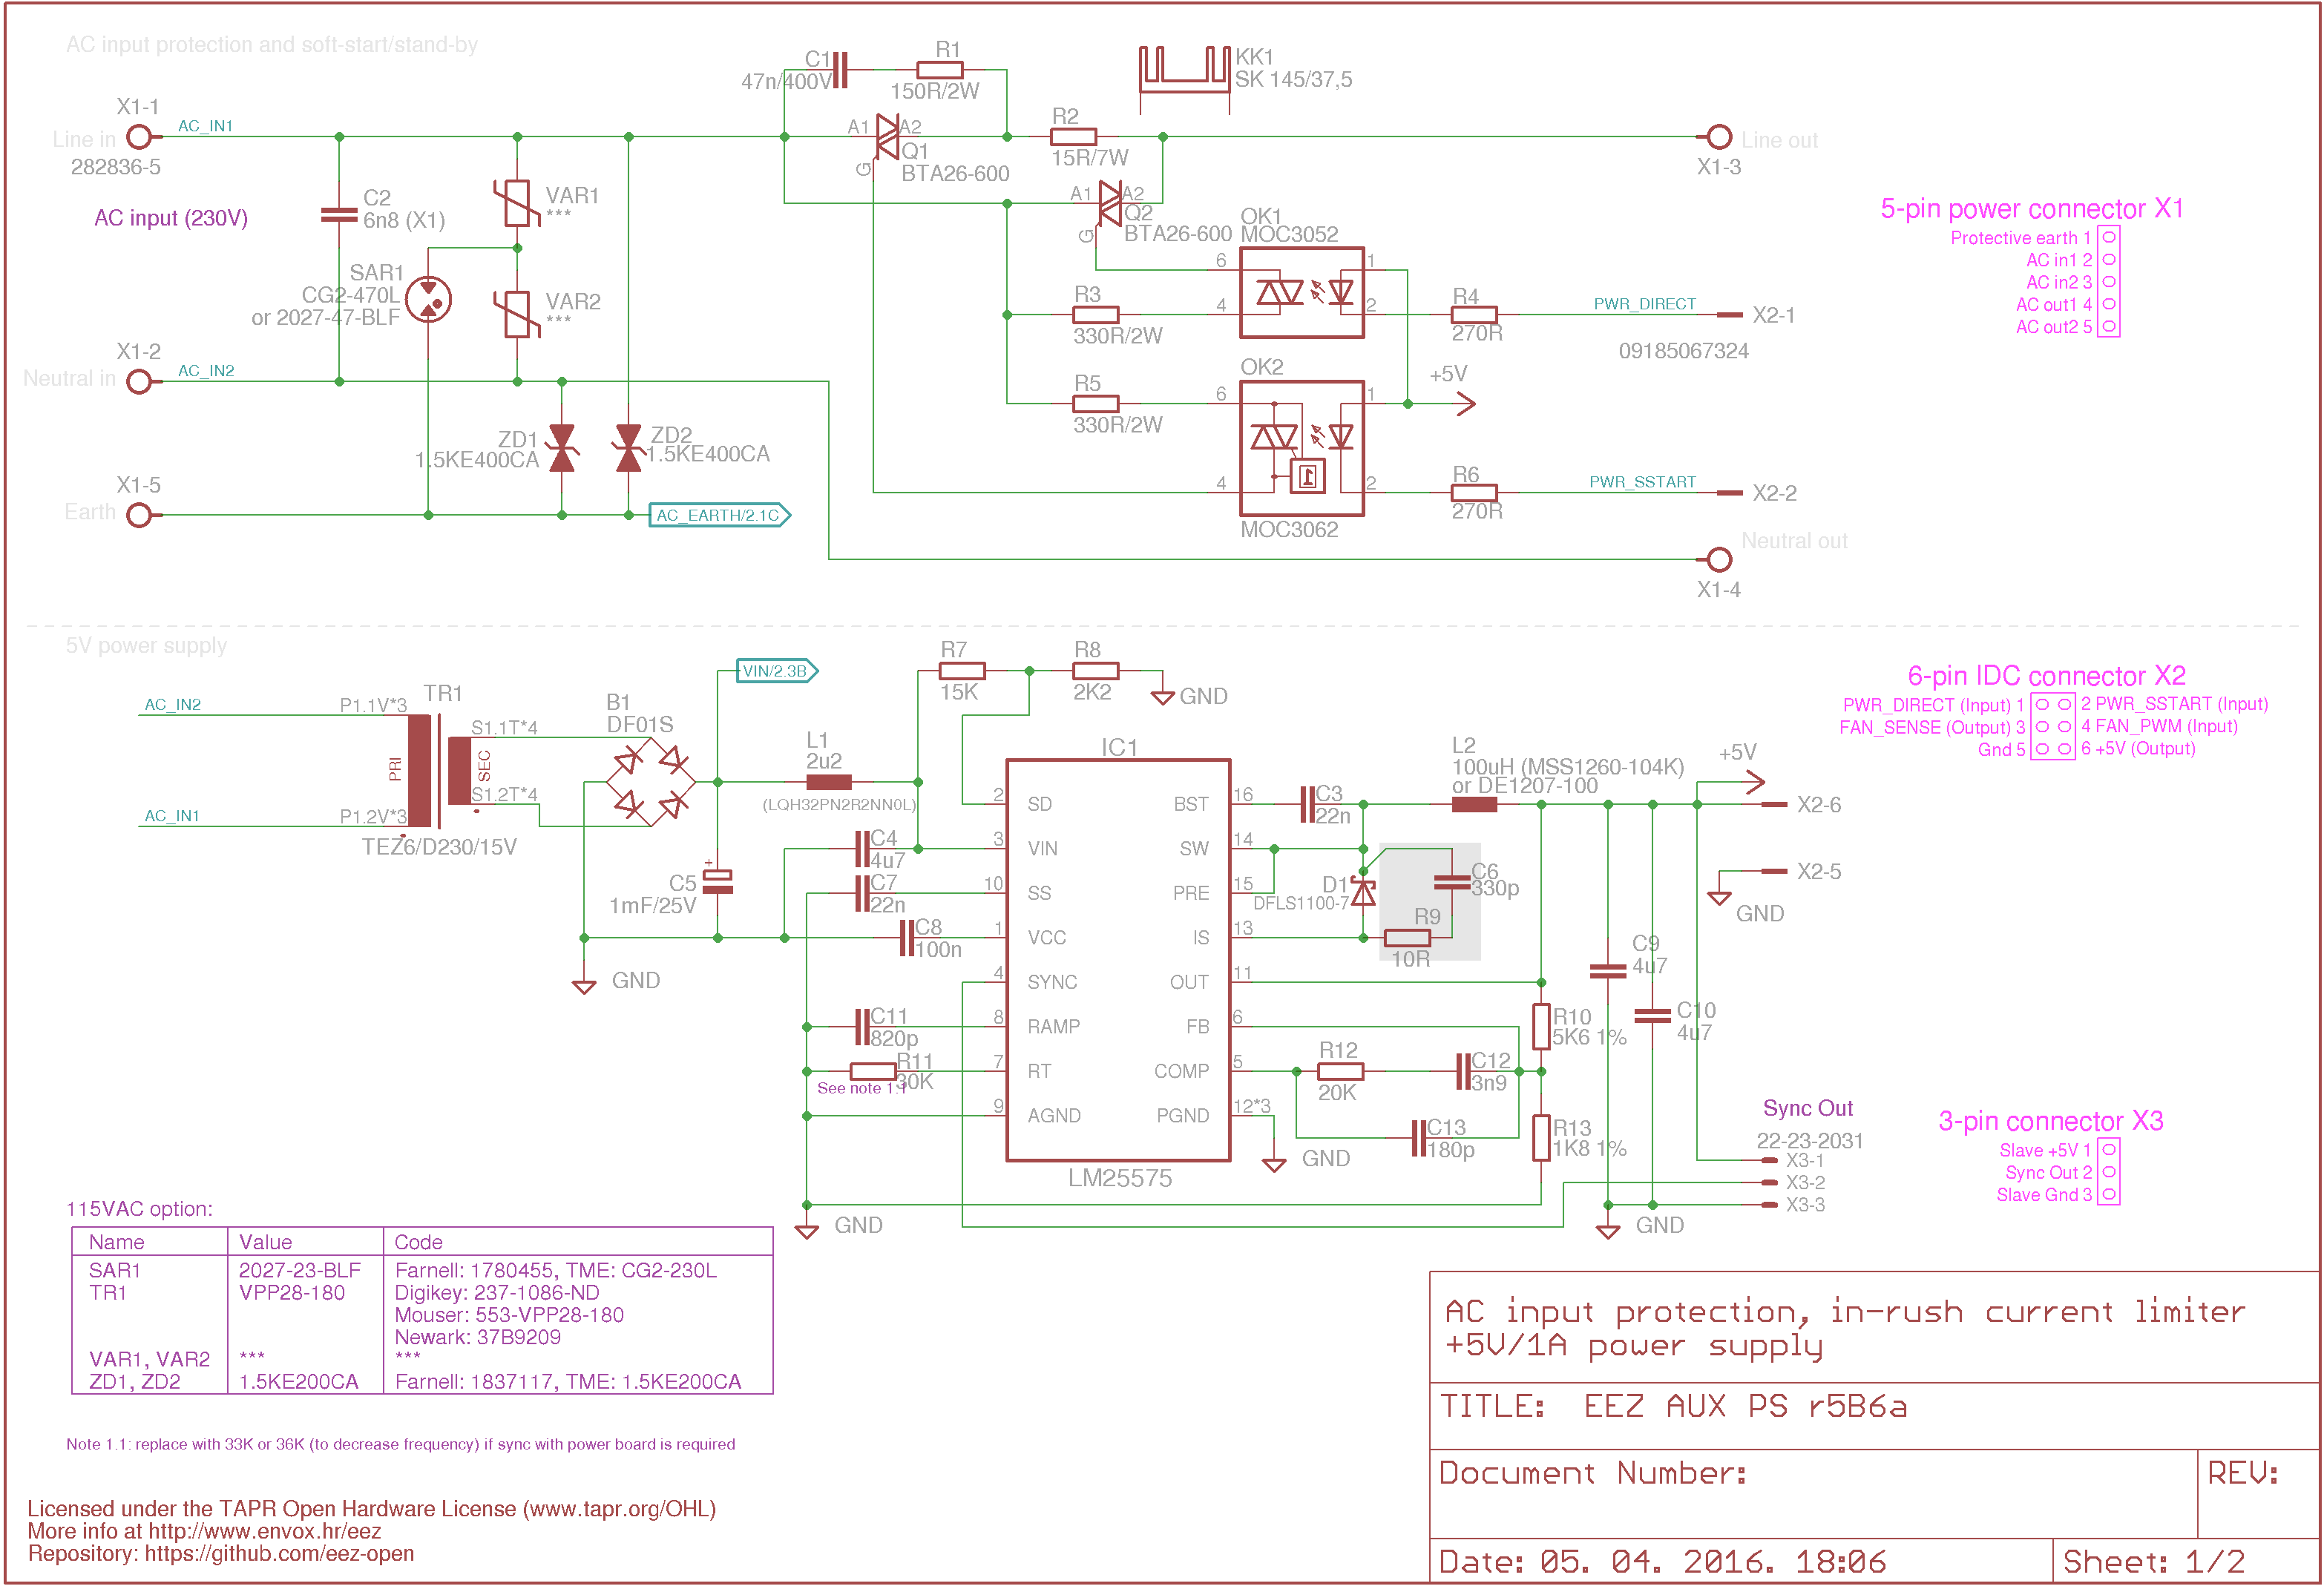 AC input protection and soft-start/stand-by
X1-1
Line in
AC_IN1
282836-5
AC input (230V)
C2
6n8 (X1)
VAR1
***
SAR1
CG2-470L
or 2027-47-BLF
VAR2
***
X1-2
Neutral in
AC_IN2
ZD1
1.5KE400CA
ZD2
1.5KE400CA
X1-5
Earth
AC_EARTH/2.1C
C1
47n/400V
R1
150R/2W
A1
A2
G
Q1
BTA26-600
R2
15R/7W
KK1
SK 145/37,5
A1
A2
G
Q2
BTA26-600
OK1
MOC3052
6
4
1
2
R3
330R/2W
R4
270R
PWR_DIRECT
X2-1
09185067324
R5
330R/2W
OK2
6
4
1
2
MOC3062
+5V
R6
270R
PWR_SSTART
X2-2
Line out
X1-3
Neutral out
X1-4
5-pin power connector X1
Protective earth 1
AC in1 2
AC in2 3
AC out1 4
AC out2 5
5V power supply
AC_IN2
P1.1V*3
TR1
S1.1T*4
PRI
SEC
S1.2T*4
AC_IN1
P1.2V*3
TEZ6/D230/15V
B1
DF01S
VIN/2.3B
L1
2u2
(LQH32PN2R2NN0L)
+
C5
1mF/25V
GND
C4
4u7
C7
22n
C8
100n
C11
820p
R11
30K
See note 1.1
GND
R7
15K
R8
2K2
GND
IC1
2 SD
3 VIN
10 SS
1 VCC
4 SYNC
8 RAMP
7 RT
9 AGND
BST 16
SW 14
PRE 15
IS 13
OUT 11
FB 6
COMP 5
PGND 12*3
LM25575
C3
22n
L2
100uH (MSS1260-104K)
or DE1207-100
D1
DFLS1100-7
C6
330p
R9
10R
R10
5K6 1%
R12
20K
C12
3n9
C13
180p
R13
1K8 1%
GND
C9
4u7
C10
4u7
GND
+5V
X2-6
X2-5
GND
Sync Out
22-23-2031
X3-1
X3-2
X3-3
6-pin IDC connector X2
PWR_DIRECT (Input) 1 2 PWR_SSTART (Input)
FAN_SENSE (Output) 3 4 FAN_PWM (Input)
Gnd 5 6 +5V (Output)
3-pin connector X3
Slave +5V 1
Sync Out 2
Slave Gnd 3
115VAC option:
Name Value Code
SAR1 2027-23-BLF Farnell: 1780455, TME: CG2-230L
TR1 VPP28-180 Digikey: 237-1086-ND
Mouser: 553-VPP28-180
Newark: 37B9209
VAR1, VAR2 *** ***
ZD1, ZD2 1.5KE200CA Farnell: 1837117, TME: 1.5KE200CA
Note 1.1: replace with 33K or 36K (to decrease frequency) if sync with power board is required
Licensed under the TAPR Open Hardware License (www.tapr.org/OHL)
More info at http://www.envox.hr/eez
Repository: https://github.com/eez-open
AC input protection, in-rush current limiter
+5V/1A power supply
TITLE: EEZ AUX PS r5B6a
Document Number:
REV:
Date: 05. 04. 2016. 18:06
Sheet: 1/2